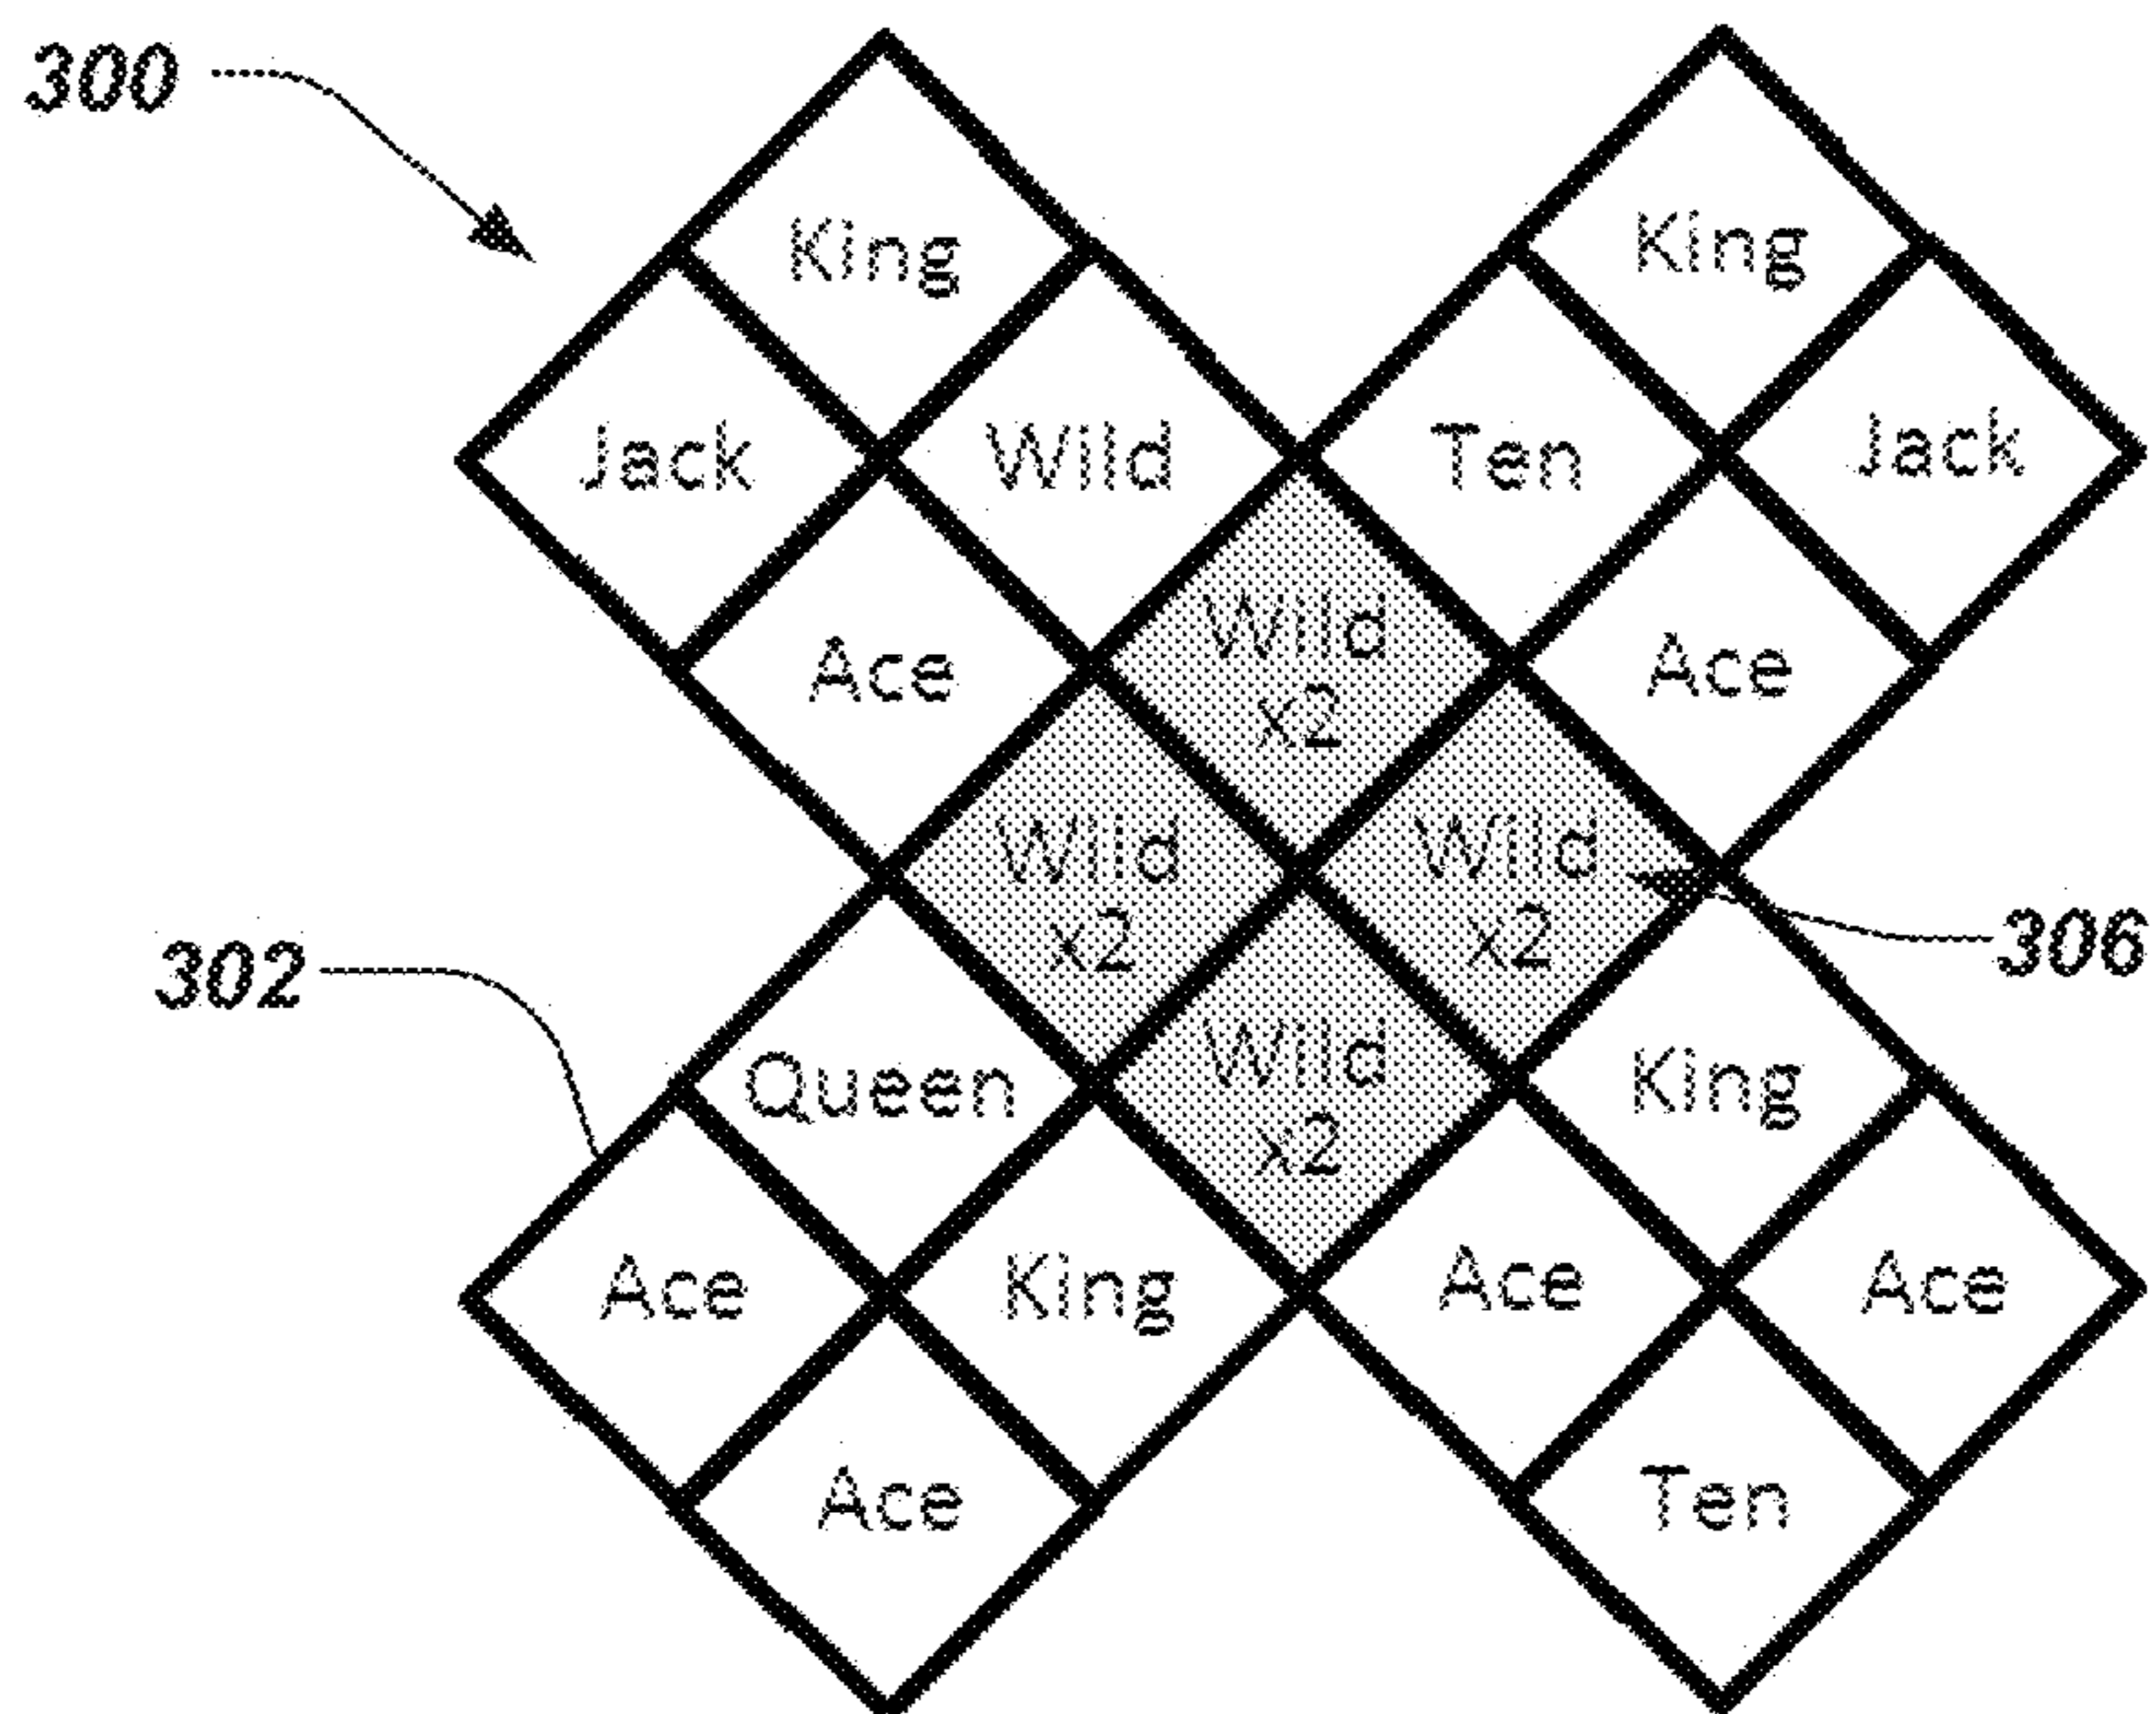 300
King
King
Jack
Wild
Ten
Jack
Ace
Wild
x2
Ace
Wild
x2
Wild
x2
302
306
Queen
Wild
x2
King
Ace
King
Ace
Ace
Ace
Ten